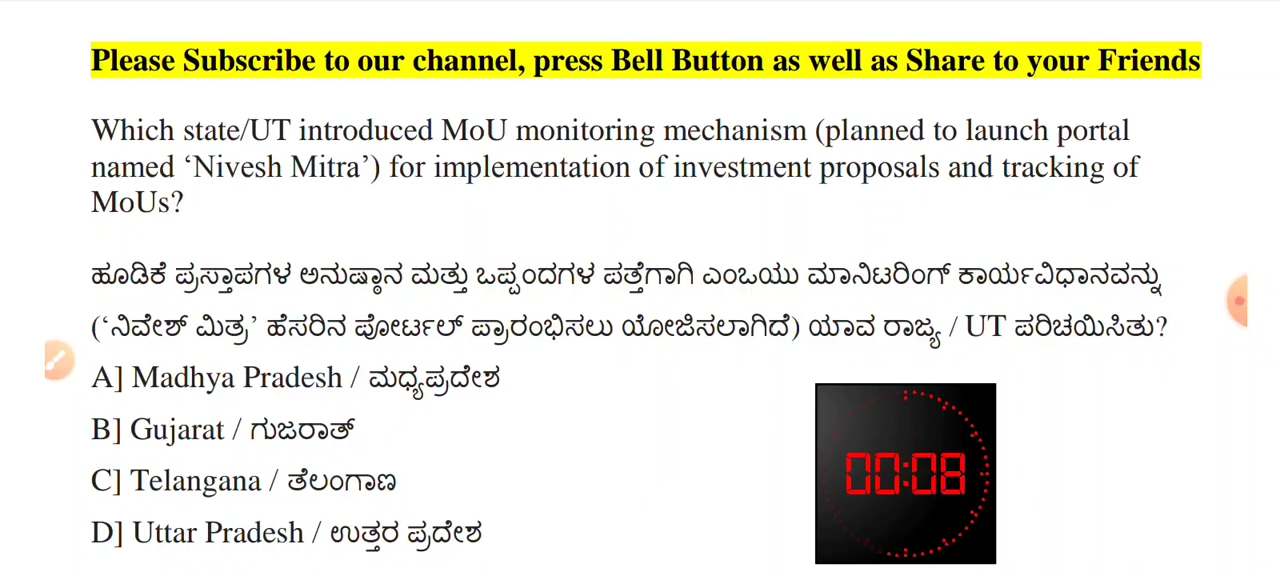 Please Subscribe to our channel, press Bell Button as well as Share to your Friends
Which state/UT introduced MoU monitoring mechanism (planned to launch portal
named ‘Nivesh Mitra’) for implementation of investment proposals and tracking of
MoUs?
ಹೂಡಿಕೆ ಪ್ರಸ್ತಾಪಗಳ ಅನುಷ್ಠಾನ ಮತ್ತು ಒಪ್ಪಂದಗಳ ಪತ್ತೆಗಾಗಿ ಎಂಒಯು ಮಾನಿಟರಿಂಗ್ ಕಾರ್ಯವಿಧಾನವನ್ನು
(‘ನಿವೇಶ್ ಮಿತ್ರ’ ಹೆಸರಿನ ಪೋರ್ಟಲ್ ಪ್ರಾರಂಭಿಸಲು ಯೋಜಿಸಲಾಗಿದೆ) ಯಾವ ರಾಜ್ಯ / UT ಪರಿಚಯಿಸಿತು?
A] Madhya Pradesh / ಮಧ್ಯಪ್ರದೇಶ
B] Gujarat / ಗುಜರಾತ್
C] Telangana / ತೆಲಂಗಾಣ
D] Uttar Pradesh / ಉತ್ತರ ಪ್ರದೇಶ
00:08